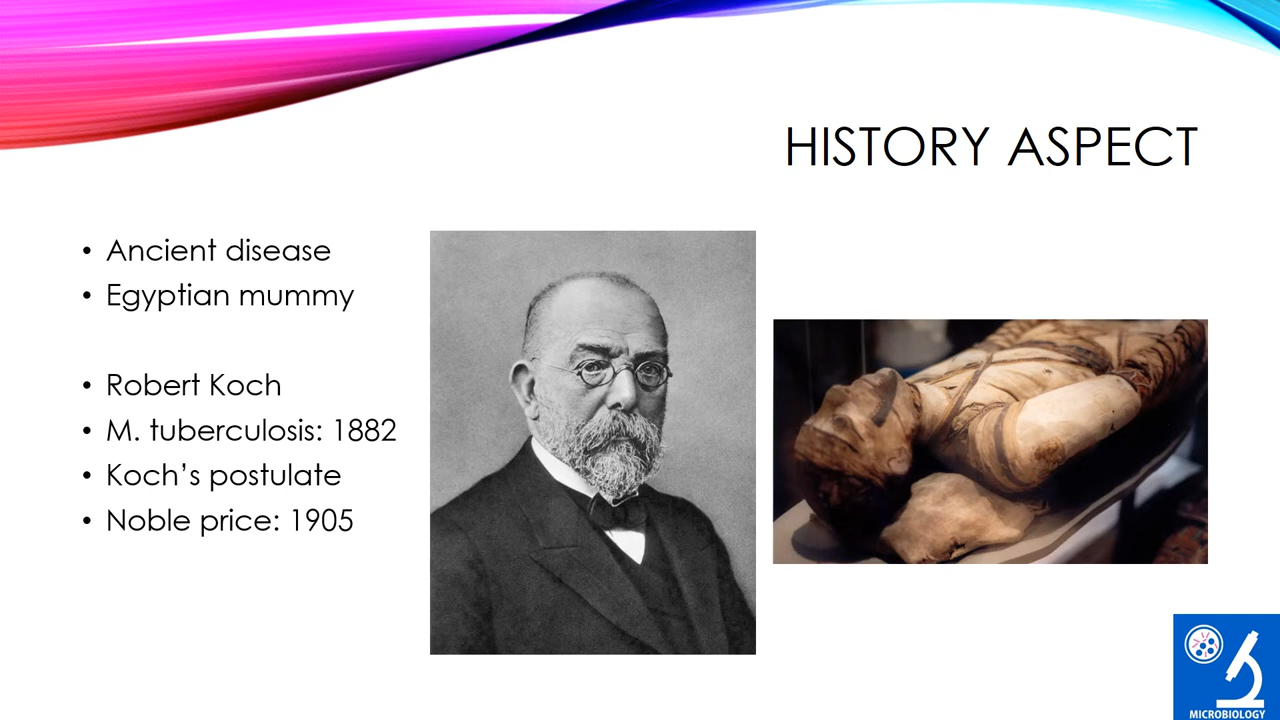 HISTORY ASPECT
• Ancient disease
• Egyptian mummy
• Robert Koch
• M. tuberculosis: 1882
• Koch’s postulate
• Noble price: 1905
MICROBIOLOGY